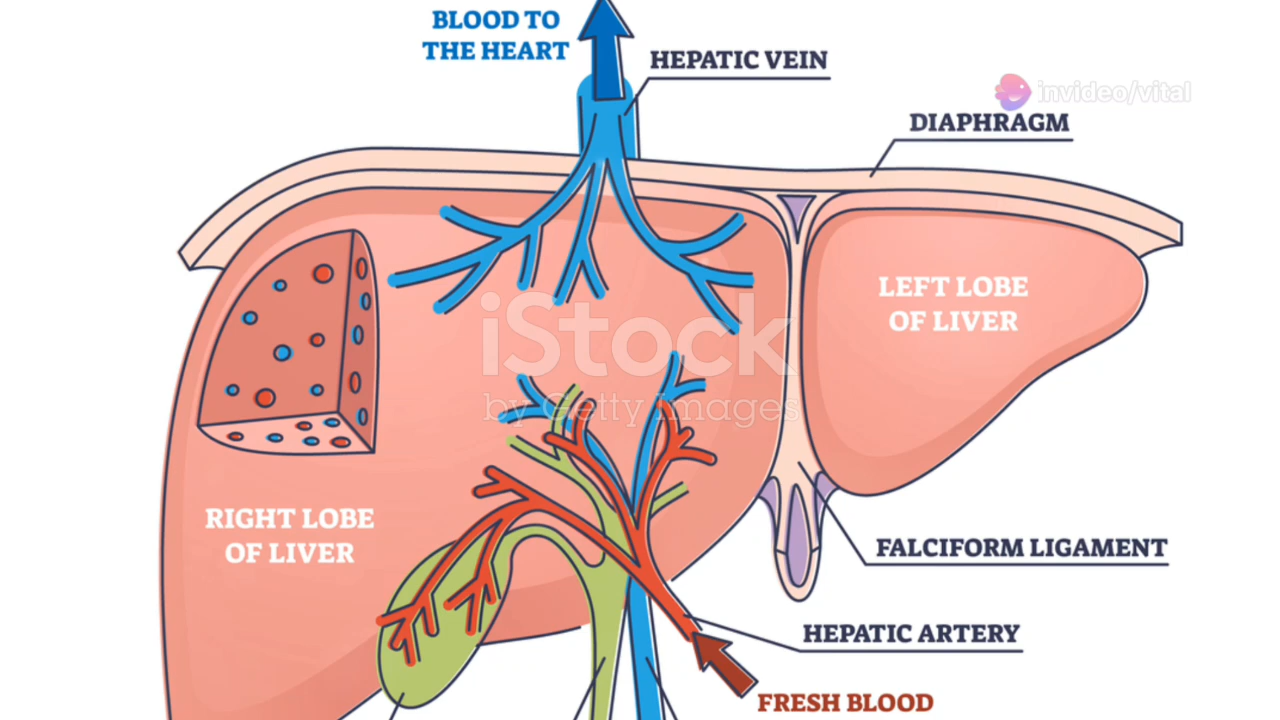 BLOOD TO
THE HEART
HEPATIC VEIN
invideo/vital
DIAPHRAGM
LEFT LOBE
OF LIVER
iStock
by Getty Images
RIGHT LOBE
OF LIVER
FALCIFORM LIGAMENT
HEPATIC ARTERY
FRESH BLOOD